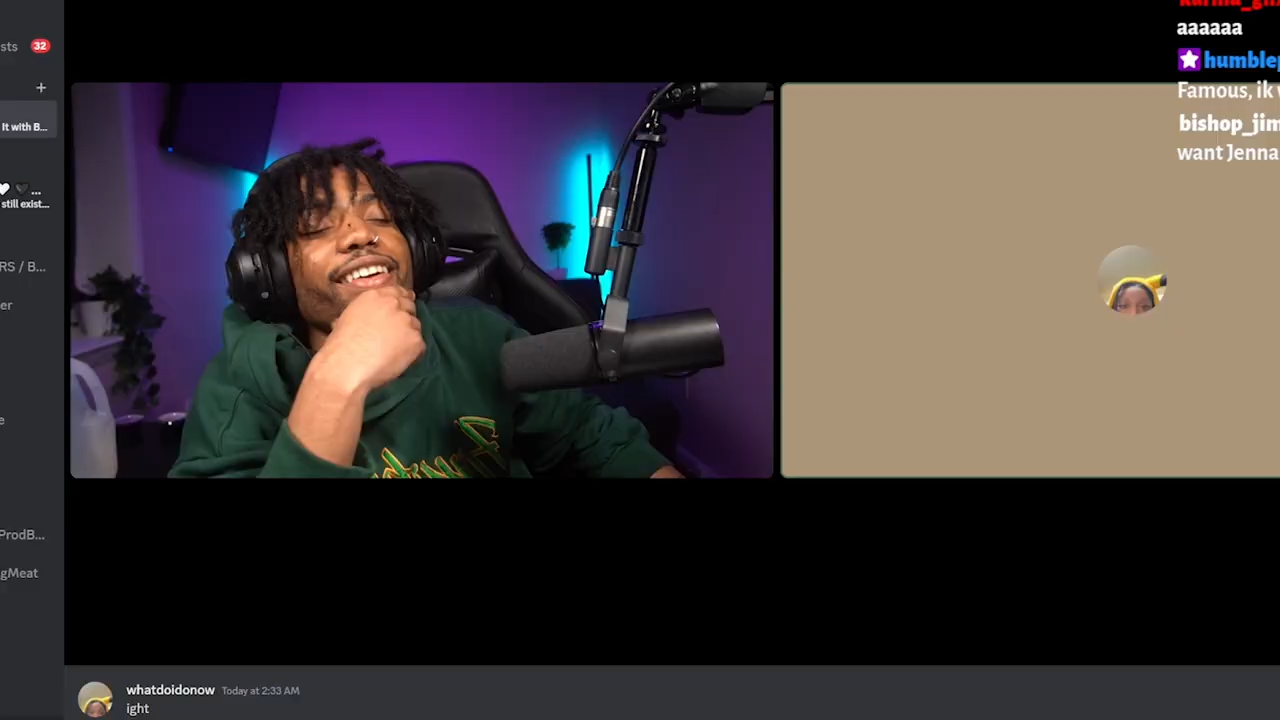 sts
32
+
It with B...
...
still exist...
RS / B...
er
e
ProdB...
gMeat
aaaaaa
humble
Famous, ik
bishop_jim
want Jenna
whatdoidonow Today at 2:33 AM
ight